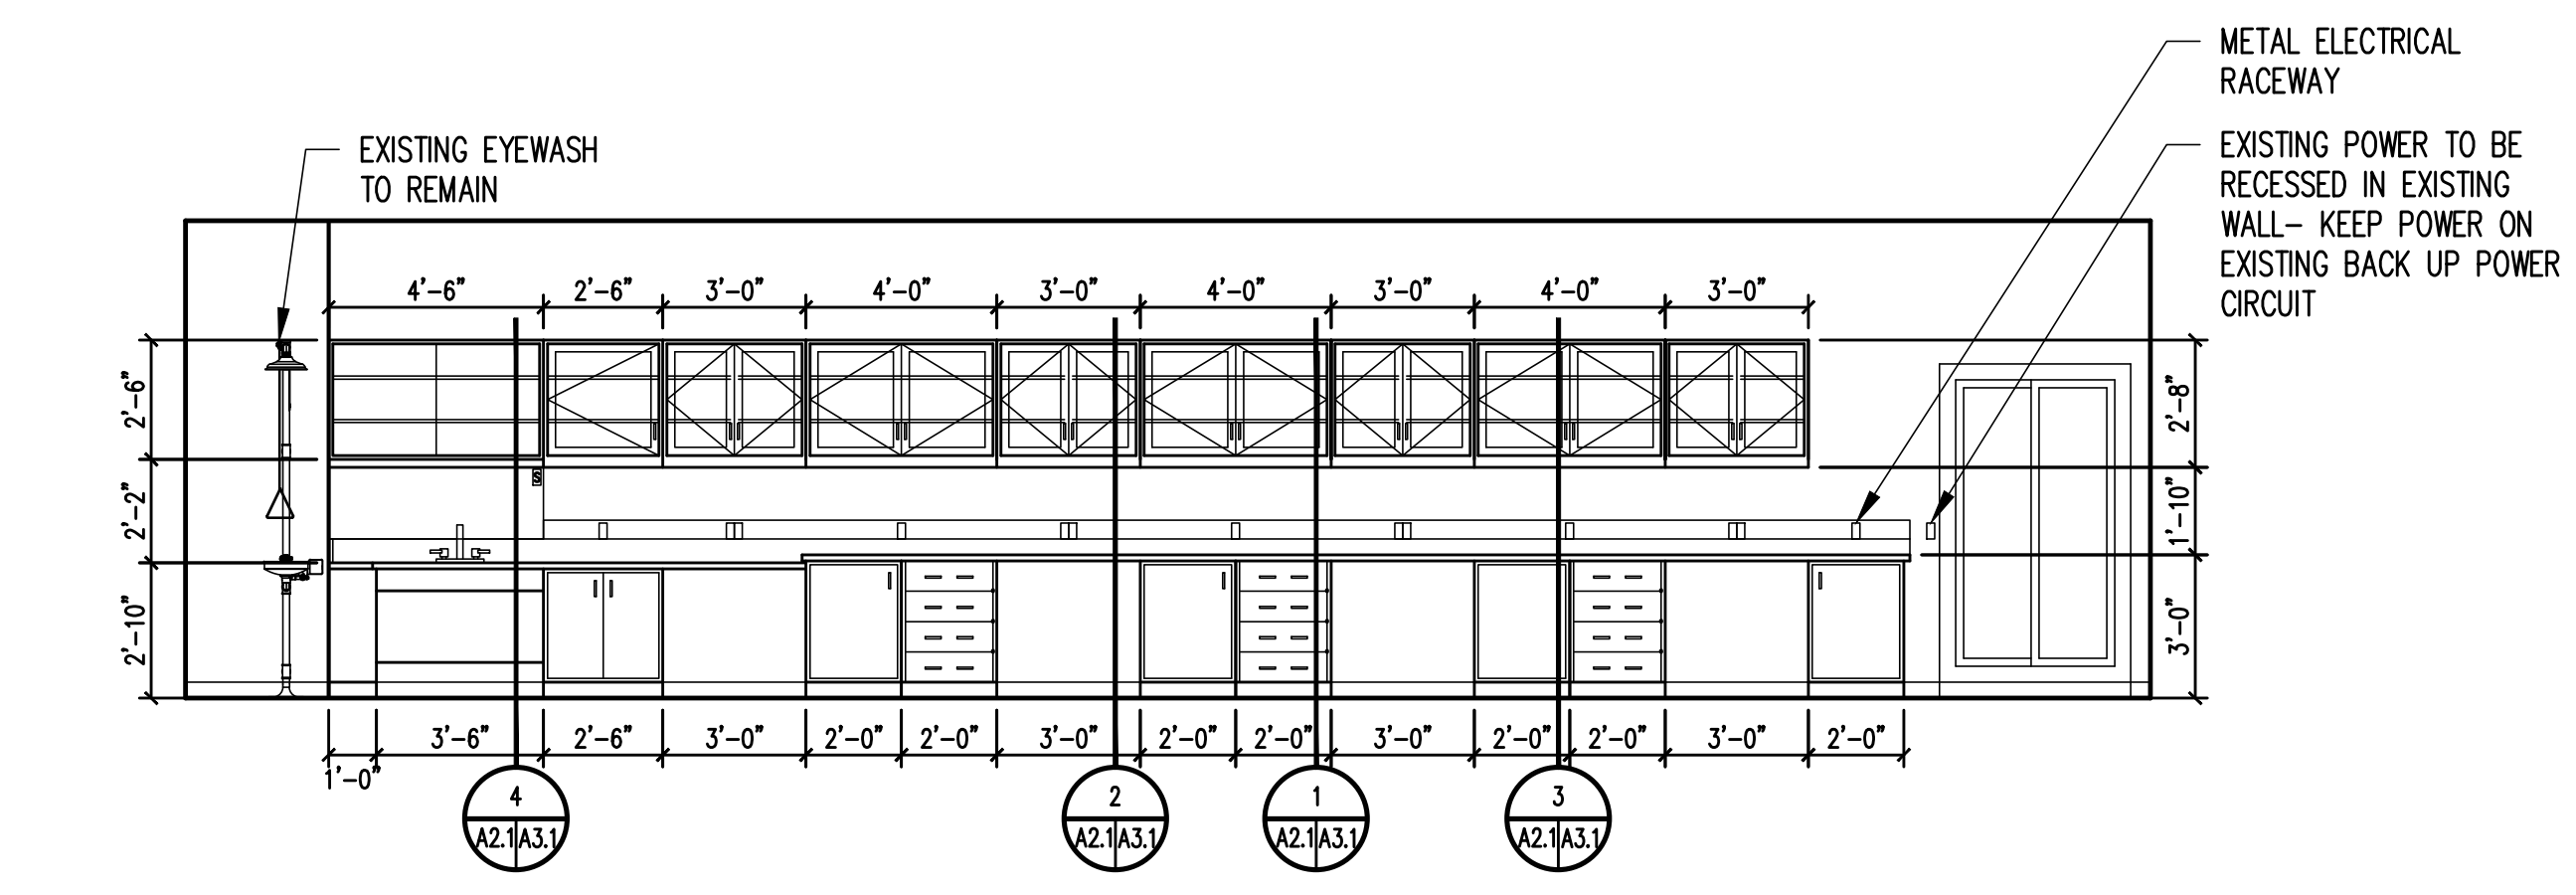 METAL ELECTRICAL
RACEWAY
EXISTING EYEWASH
TO REMAIN
EXISTING POWER TO BE
RECESSED IN EXISTING
WALL– KEEP POWER ON
EXISTING BACK UP POWER
CIRCUIT
4'-6" 2'-6" 3'-0" 4'-0" 3'-0" 4'-0" 3'-0" 4'-0" 3'-0"
2'-6"
2'-2"
2'-10"
S
2'-8"
1'-10"
3'-0"
1'-0" 3'-6" 2'-6" 3'-0" 2'-0" 2'-0" 3'-0" 2'-0" 2'-0" 3'-0" 2'-0" 2'-0" 3'-0" 2'-0"
4
A2.1 A3.1
2
A2.1 A3.1
1
A2.1 A3.1
3
A2.1 A3.1